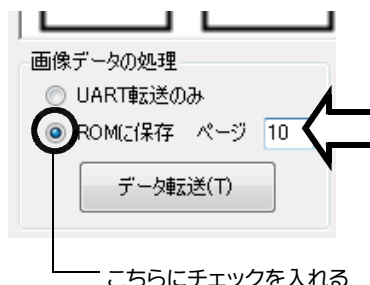 画像データの処理
UART転送のみ
ROMに保存 ページ 10
データ転送(T)
こちらにチェックを入れる